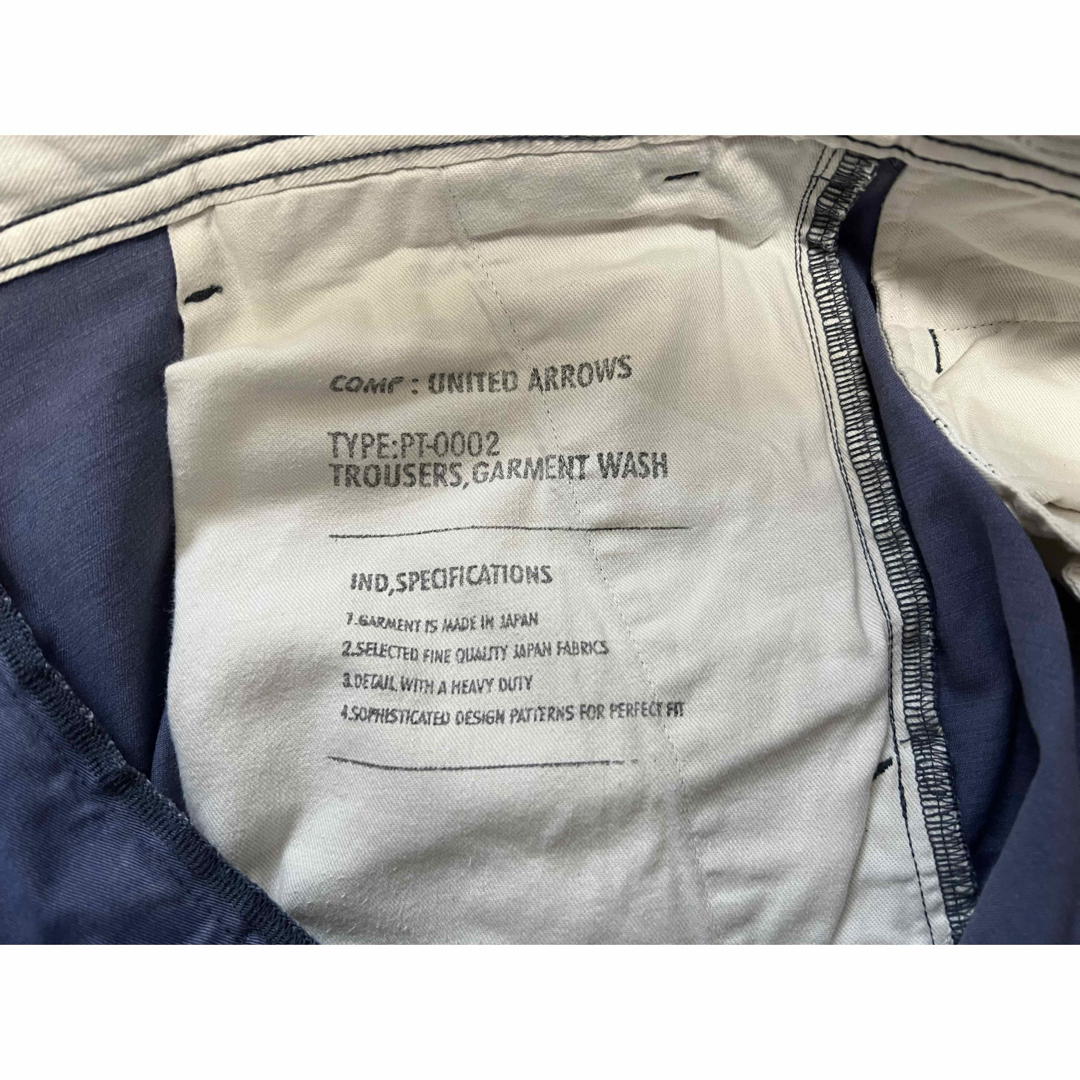 COMP : UNITED ARROWS
TYPE:PT-0002
TROUSERS,GARMENT WASH
IND,SPECIFICATIONS
1.GARMENT IS MADE IN JAPAN
2.SELECTED FINE QUALITY JAPAN FABRICS
3.DETAIL WITH A HEAVY DUTY
4.SOPHISTICATED DESIGN PATTERNS FOR PERFECT FIT